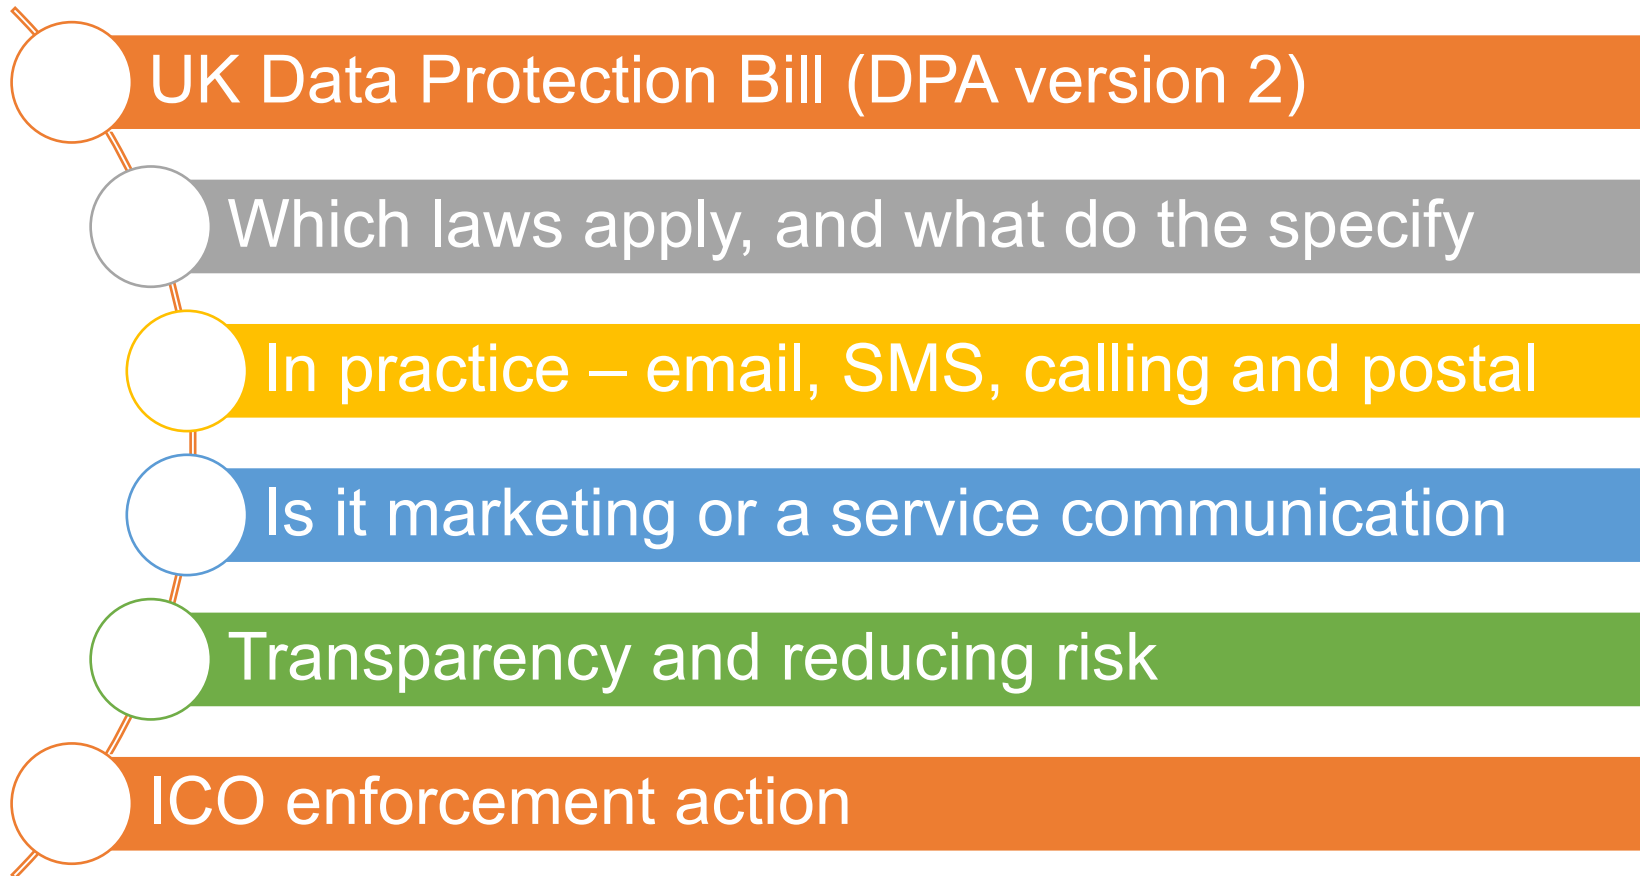 UK Data Protection Bill (DPA version 2)
Which laws apply, and what do the specify
In practice – email, SMS, calling and postal
Is it marketing or a service communication
Transparency and reducing risk
ICO enforcement action